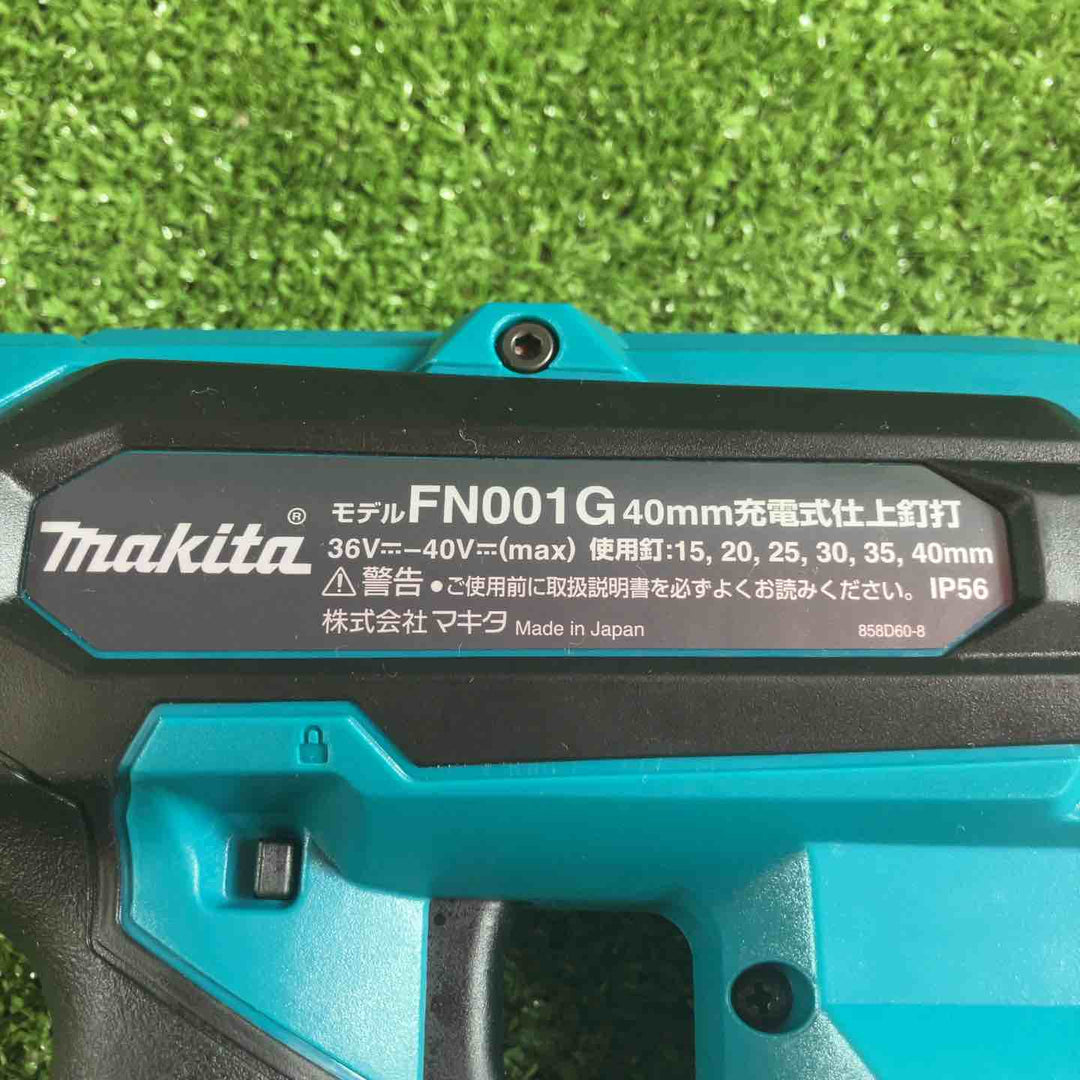 makita®
モデルFN001G 40mm充電式仕上釘打
36V⎓–40V⎓(max) 使用釘:15, 20, 25, 30, 35, 40mm
⚠警告 ●ご使用前に取扱説明書を必ずよくお読みください。 IP56
株式会社マキタ Made in Japan 858D60-8